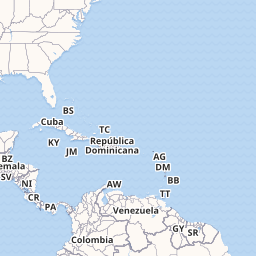 BS
Cuba
TC
KY
JM
República
Dominicana
AG
DM
BB
BZ
emala
SV
NI
CR
PA
AW
TT
Venezuela
GY
SR
Colombia